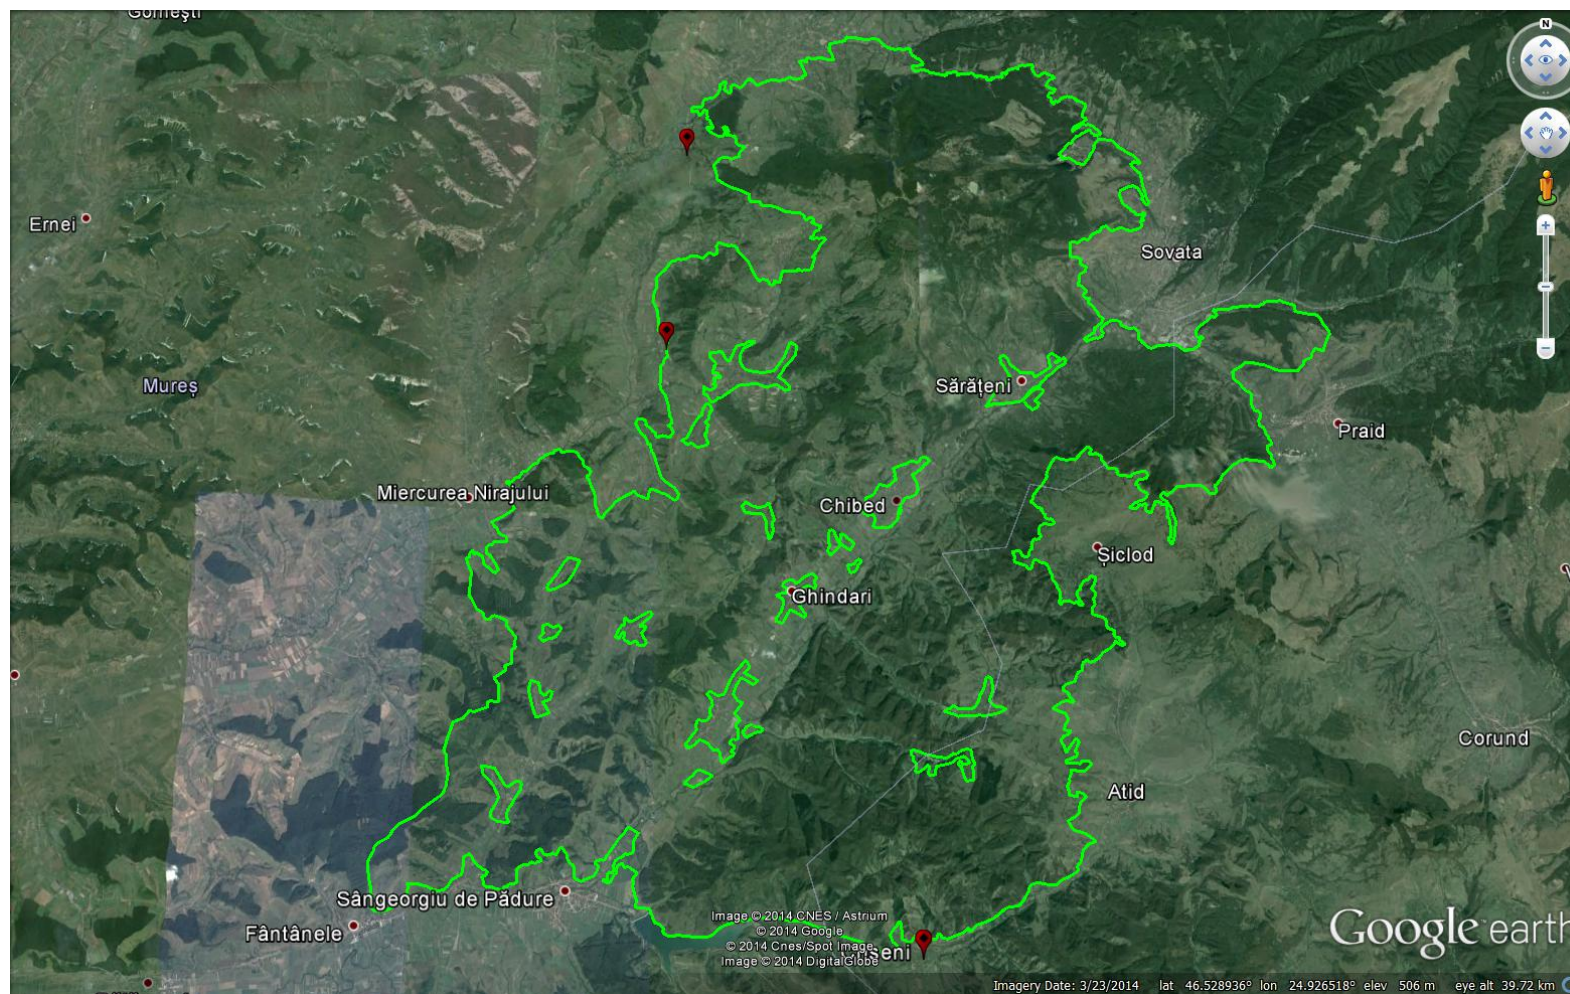 Gornești
N
Ernei
Sovata
Mureș
Sărățeni
Praid
Miercurea Nirajului
Chibed
Șiclod
Ghindari
Corund
Atid
Sângeorgiu de Pădure
Fântânele
Image © 2014 CNES / Astrium
© 2014 Google
© 2014 Cnes/Spot Image
Image © 2014 DigitalGlobe
Google earth
Imagery Date: 3/23/2014 lat 46.528936° lon 24.926518° elev 506 m eye alt 39.72 km